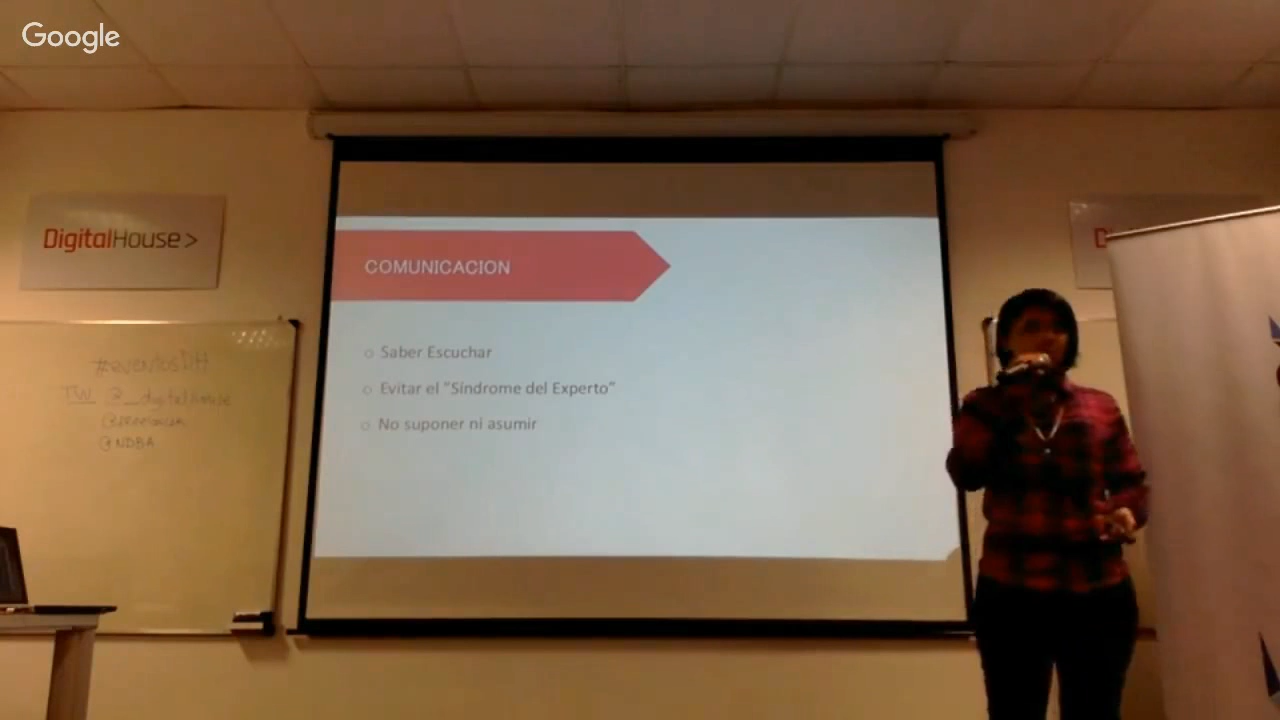 Google
DigitalHouse>
COMUNICACION
Saber Escuchar
Evitar el "Síndrome del Experto"
No suponer ni asumir
#eventosDH
TW @_digitalhouse
@NDBA